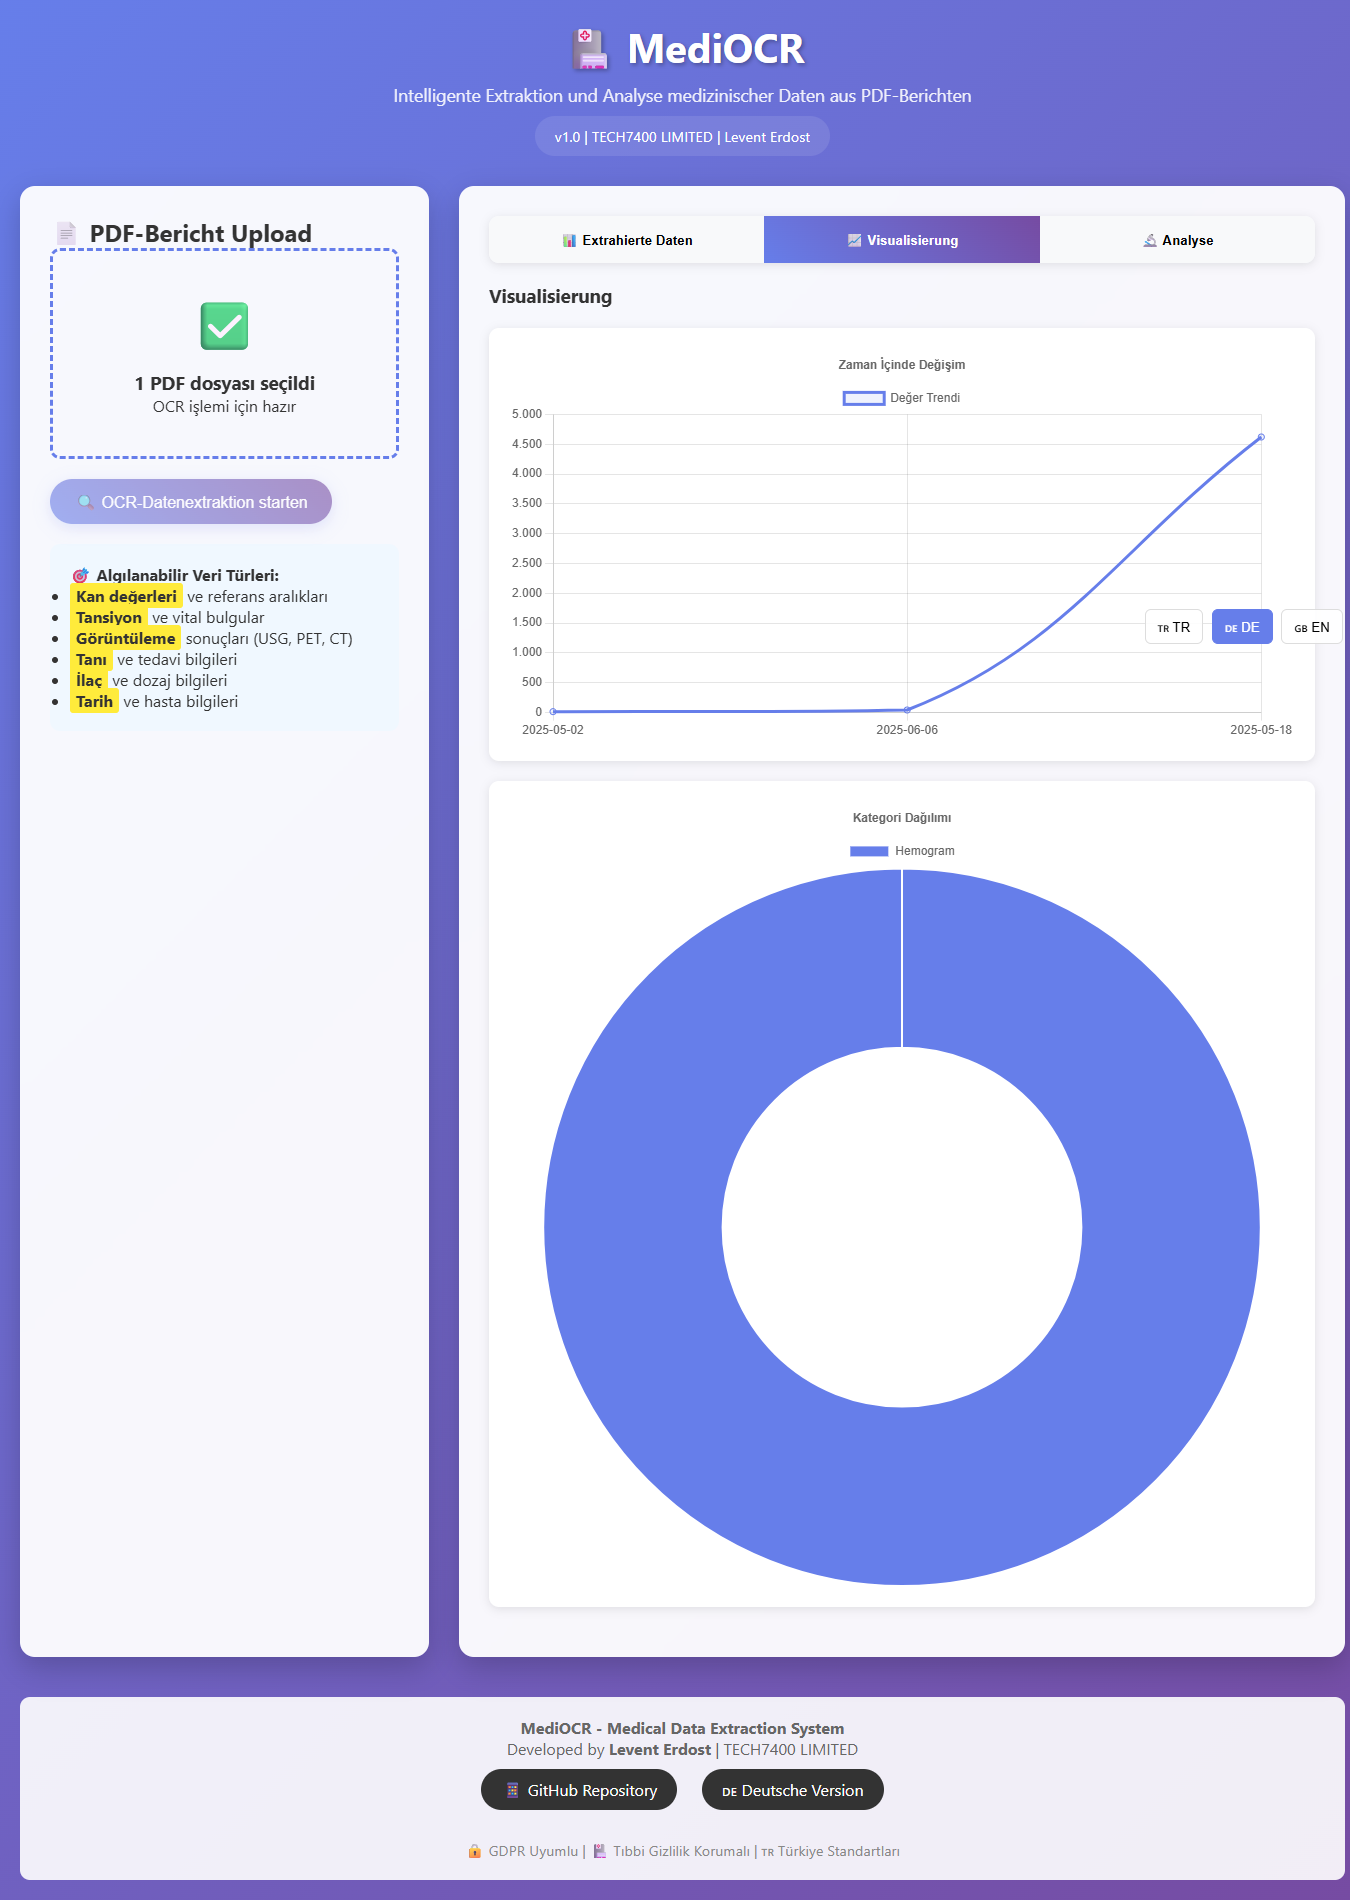 MediOCR
Intelligente Extraktion und Analyse medizinischer Daten aus PDF-Berichten
v1.0 | TECH7400 LIMITED | Levent Erdost
PDF-Bericht Upload
1 PDF dosyası seçildi
OCR işlemi için hazır
OCR-Datenextraktion starten
Algılanabilir Veri Türleri:
Kan değerleri ve referans aralıkları
Tansiyon ve vital bulgular
Görüntüleme sonuçları (USG, PET, CT)
Tanı ve tedavi bilgileri
İlaç ve dozaj bilgileri
Tarih ve hasta bilgileri
Extrahierte Daten
Visualisierung
Analyse
Visualisierung
Zaman İçinde Değişim
Değer Trendi
5.000
4.500
4.000
3.500
3.000
2.500
2.000
1.500
1.000
500
0
2025-05-02
2025-06-06
2025-05-18
TR TR
DE DE
GB EN
Kategori Dağılımı
Hemogram
MediOCR - Medical Data Extraction System
Developed by Levent Erdost | TECH7400 LIMITED
GitHub Repository
DE Deutsche Version
GDPR Uyumlu | Tıbbi Gizlilik Korumalı | TR Türkiye Standartları